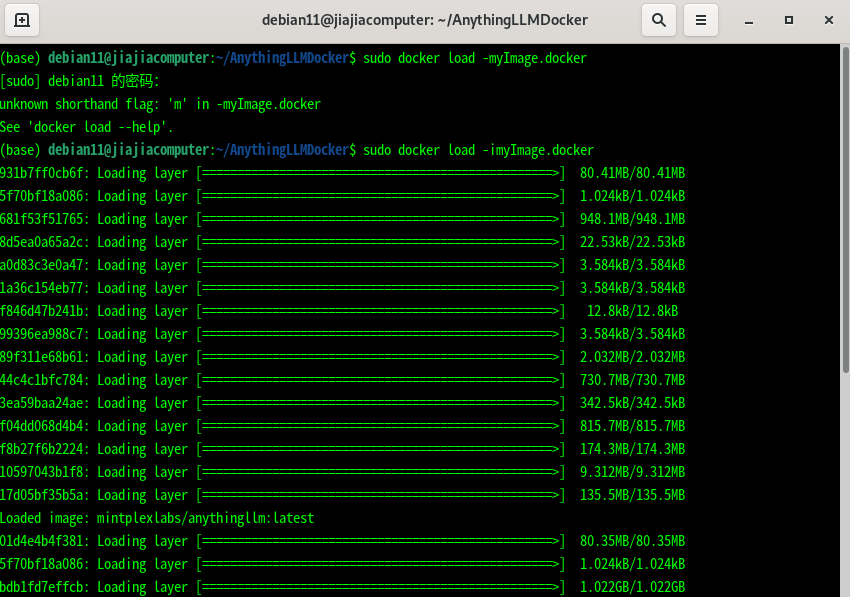 debian11@jiajiacomputer: ~/AnythingLLMDocker
(base) debian11@jiajiacomputer:~/AnythingLLMDocker$ sudo docker load -myImage.docker
[sudo] debian11 的密码:
unknown shorthand flag: 'm' in -myImage.docker
See 'docker load --help'.
(base) debian11@jiajiacomputer:~/AnythingLLMDocker$ sudo docker load -imyImage.docker
931b7ff0cb6f: Loading layer [==================================================>]  80.41MB/80.41MB
5f70bf18a086: Loading layer [==================================================>]  1.024kB/1.024kB
681f53f51765: Loading layer [==================================================>]  948.1MB/948.1MB
8d5ea0a65a2c: Loading layer [==================================================>]  22.53kB/22.53kB
a0d83c3e0a47: Loading layer [==================================================>]  3.584kB/3.584kB
1a36c154eb77: Loading layer [==================================================>]  3.584kB/3.584kB
f846d47b241b: Loading layer [==================================================>]   12.8kB/12.8kB
99396ea988c7: Loading layer [==================================================>]  3.584kB/3.584kB
89f311e68b61: Loading layer [==================================================>]  2.032MB/2.032MB
44c4c1bfc784: Loading layer [==================================================>]  730.7MB/730.7MB
3ea59baa24ae: Loading layer [==================================================>]  342.5kB/342.5kB
f04dd068d4b4: Loading layer [==================================================>]  815.7MB/815.7MB
f8b27f6b2224: Loading layer [==================================================>]  174.3MB/174.3MB
10597043b1f8: Loading layer [==================================================>]  9.312MB/9.312MB
17d05bf35b5a: Loading layer [==================================================>]  135.5MB/135.5MB
Loaded image: mintplexlabs/anythingllm:latest
01d4e4b4f381: Loading layer [==================================================>]  80.35MB/80.35MB
5f70bf18a086: Loading layer [==================================================>]  1.024kB/1.024kB
bdb1fd7effcb: Loading layer [==================================================>]  1.022GB/1.022GB